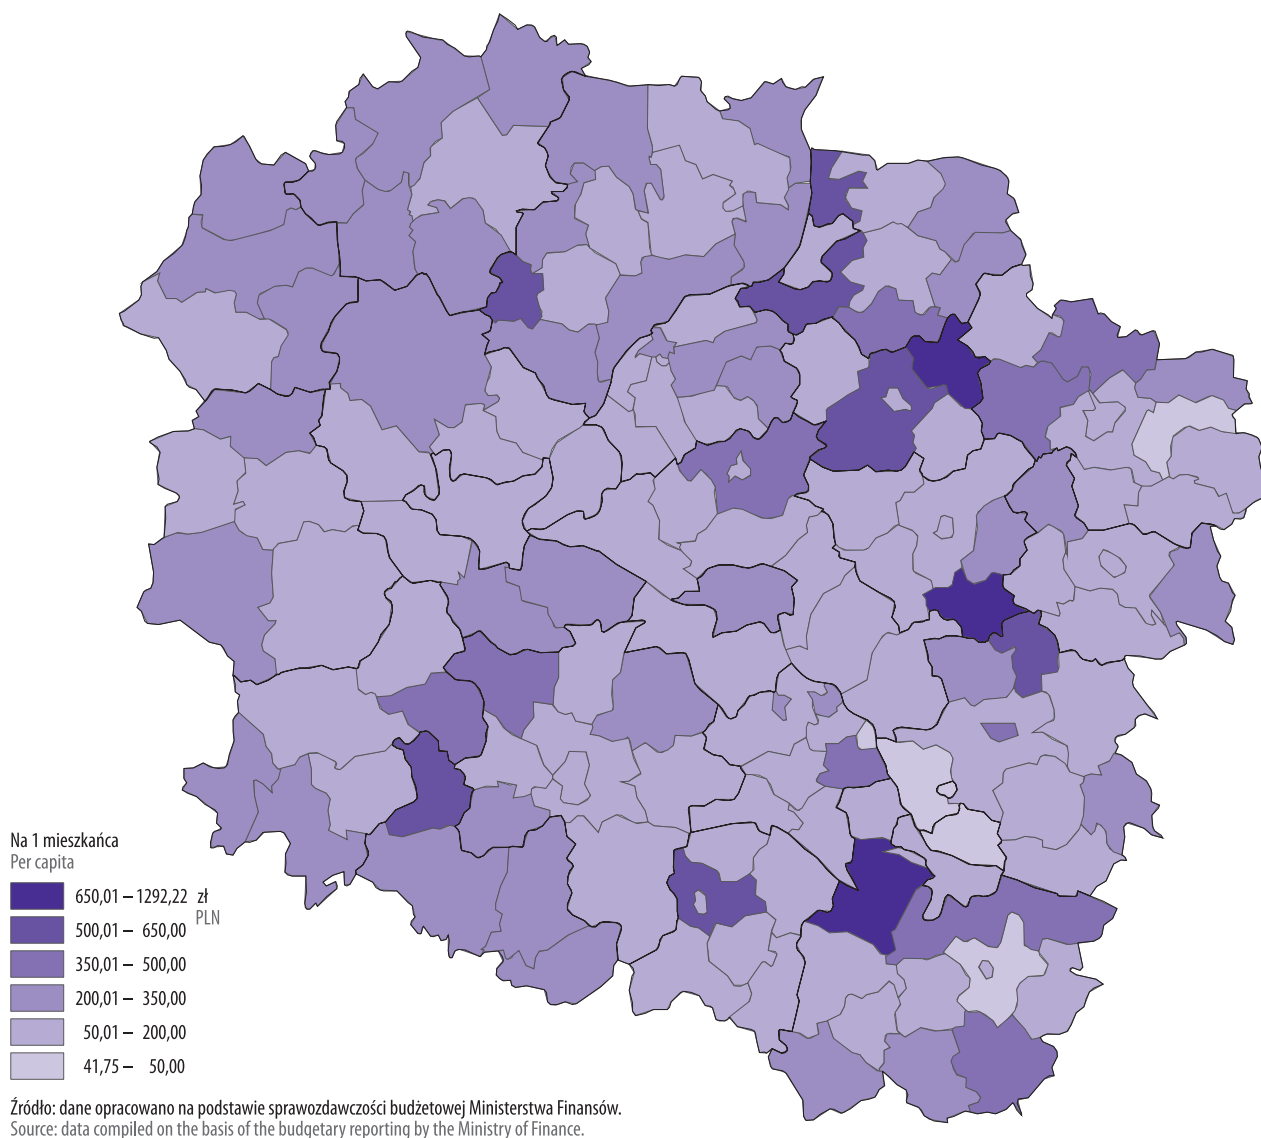 Na 1 mieszkańca
Per capita
650,01 – 1292,22 zł
PLN
500,01 – 650,00
350,01 – 500,00
200,01 – 350,00
50,01 – 200,00
41,75 – 50,00
Źródło: dane opracowano na podstawie sprawozdawczości budżetowej Ministerstwa Finansów.
Source: data compiled on the basis of the budgetary reporting by the Ministry of Finance.